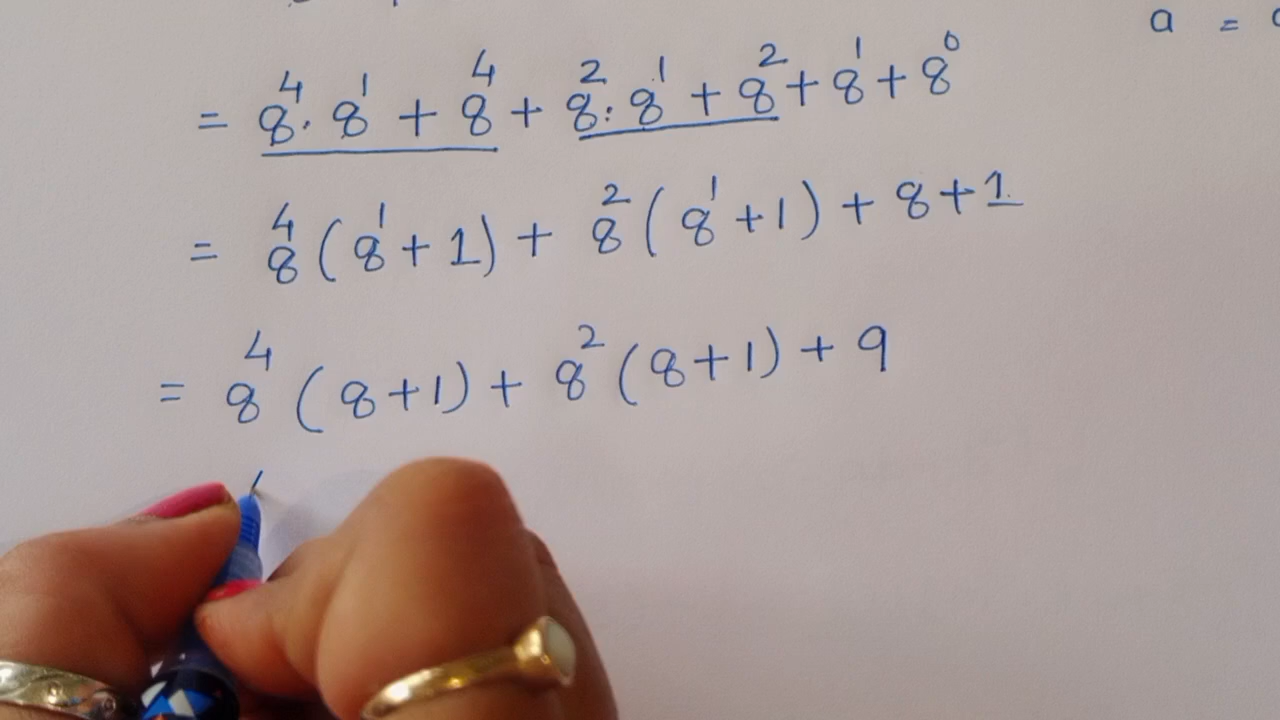 a =
= 8⁴. 8¹ + 8⁴ + 8². 8¹ + 8² + 8¹ + 8⁰
= 8⁴ (8¹ + 1) + 8² (8¹ + 1) + 8 + 1
= 8⁴ (8 + 1) + 8² (8 + 1) + 9